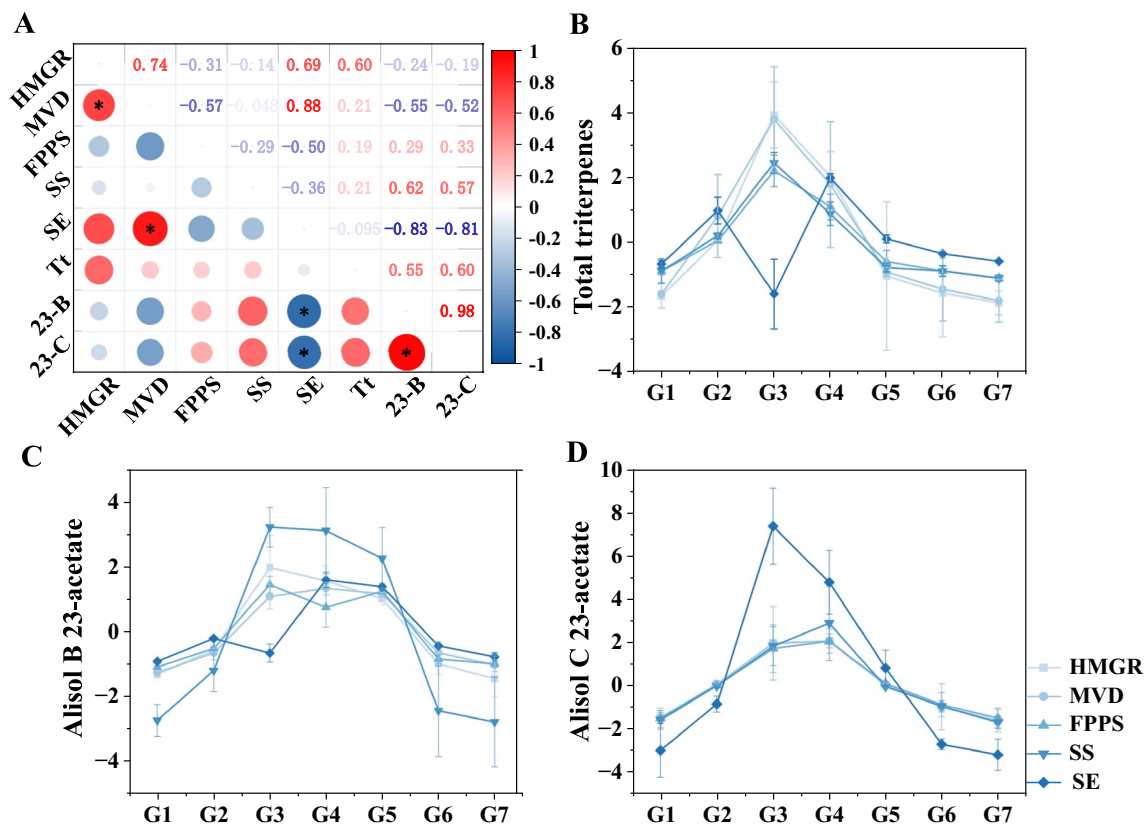 A
HMGR 0.74 −0.31 −0.14 0.69 0.60 −0.24 −0.19
MVD * −0.57 −0.048 0.88 0.21 −0.55 −0.52
FPPS −0.29 −0.50 0.19 0.29 0.33
SS −0.36 0.21 0.62 0.57
SE * −0.095 −0.83 −0.81
Tt 0.55 0.60
23-B * 0.98
23-C * *
HMGR MVD FPPS SS SE Tt 23-B 23-C
1
0.8
0.6
0.4
0.2
0
-0.2
-0.4
-0.6
-0.8
-1
B
Total triterpenes
6
4
2
0
−2
−4
G1 G2 G3 G4 G5 G6 G7
C
Alisol B 23-acetate
4
2
0
−2
−4
G1 G2 G3 G4 G5 G6 G7
D
Alisol C 23-acetate
10
8
6
4
2
0
−2
−4
G1 G2 G3 G4 G5 G6 G7
HMGR
MVD
FPPS
SS
SE